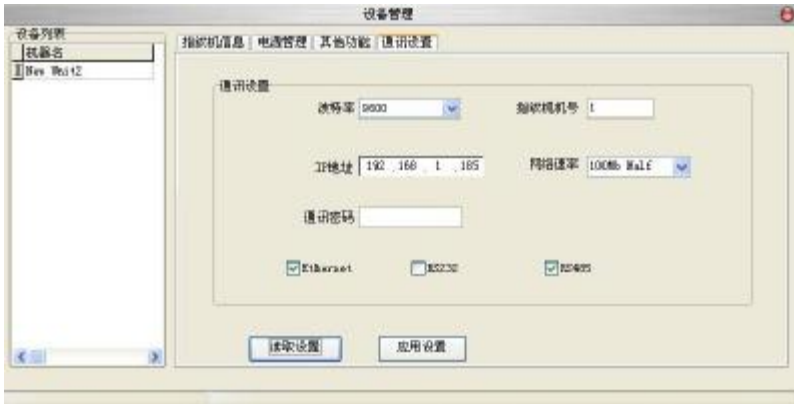 设备管理
设备列表
机器名
New Unit2
指纹机信息 电源管理 其他功能 通讯设置
通讯设置
波特率 9600 指纹机机号 1
IP地址 192 .168 . 1 .185 网络速率 100Mb Half
通讯密码
Ethernet RS232 RS485
读取设置 应用设置